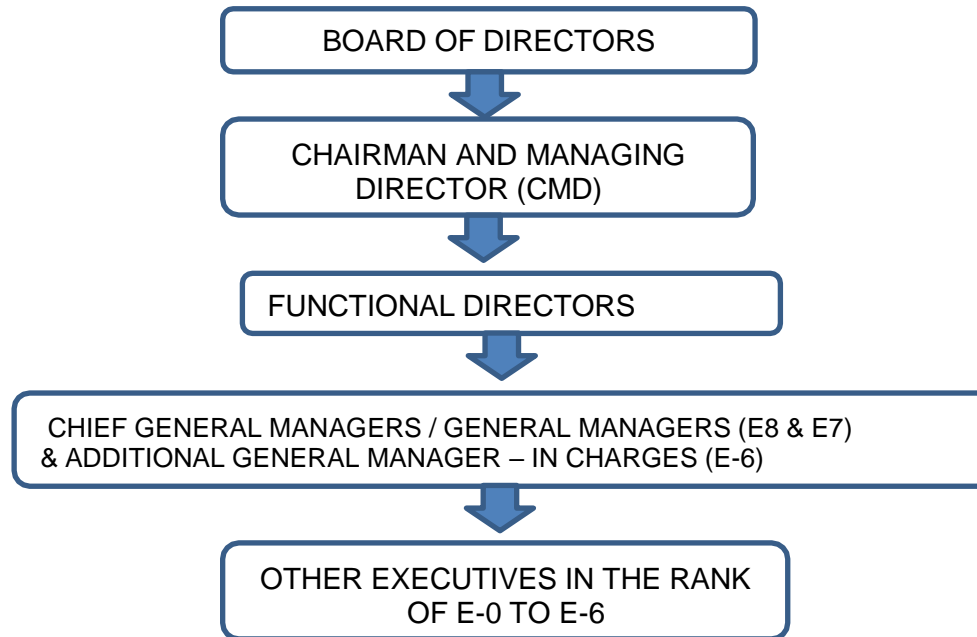 BOARD OF DIRECTORS
CHAIRMAN AND MANAGING
DIRECTOR (CMD)
FUNCTIONAL DIRECTORS
CHIEF GENERAL MANAGERS / GENERAL MANAGERS (E8 & E7)
& ADDITIONAL GENERAL MANAGER – IN CHARGES (E-6)
OTHER EXECUTIVES IN THE RANK
OF E-0 TO E-6